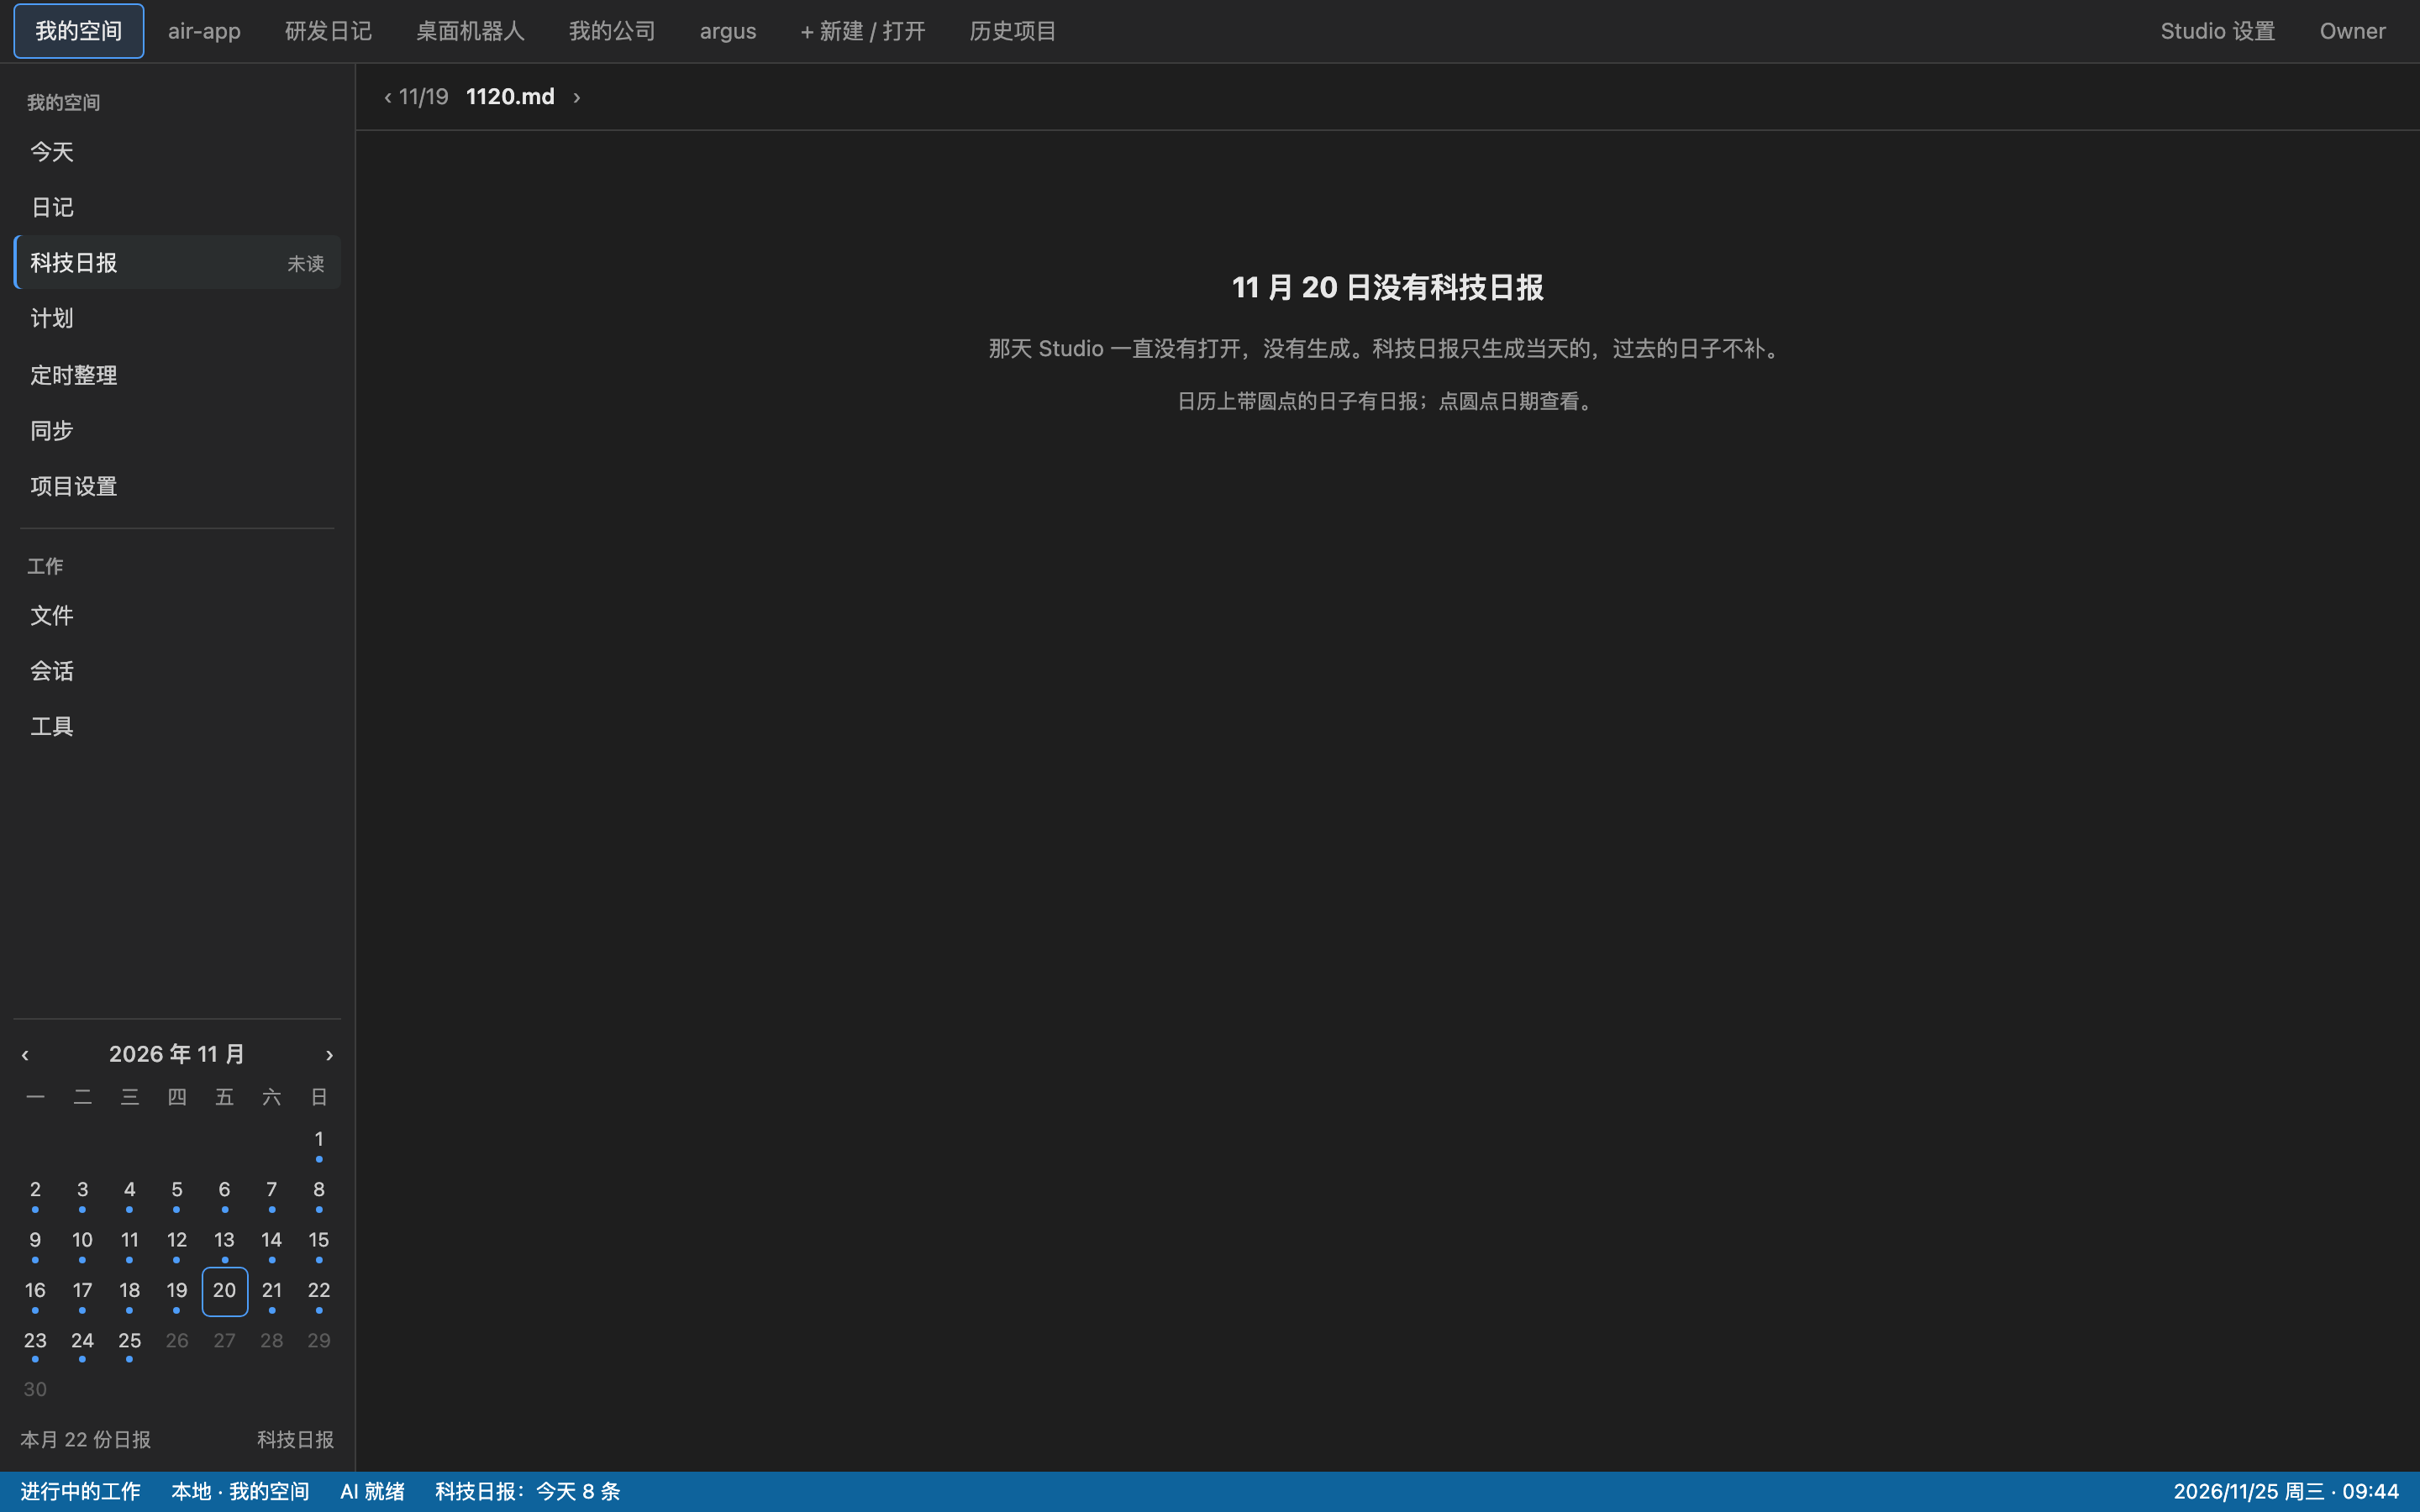 我的空间 air-app 研发日记 桌面机器人 我的公司 argus + 新建 / 打开 历史项目 Studio 设置 Owner
我的空间
今天
日记
科技日报 未读
计划
定时整理
同步
项目设置
工作
文件
会话
工具
‹ 11/19 1120.md ›
11 月 20 日没有科技日报
那天 Studio 一直没有打开，没有生成。科技日报只生成当天的，过去的日子不补。
日历上带圆点的日子有日报；点圆点日期查看。
‹ 2026 年 11 月 ›
一 二 三 四 五 六 日
1
2 3 4 5 6 7 8
9 10 11 12 13 14 15
16 17 18 19 20 21 22
23 24 25 26 27 28 29
30
本月 22 份日报 科技日报
进行中的工作 本地 · 我的空间 AI 就绪 科技日报：今天 8 条 2026/11/25 周三 · 09:44